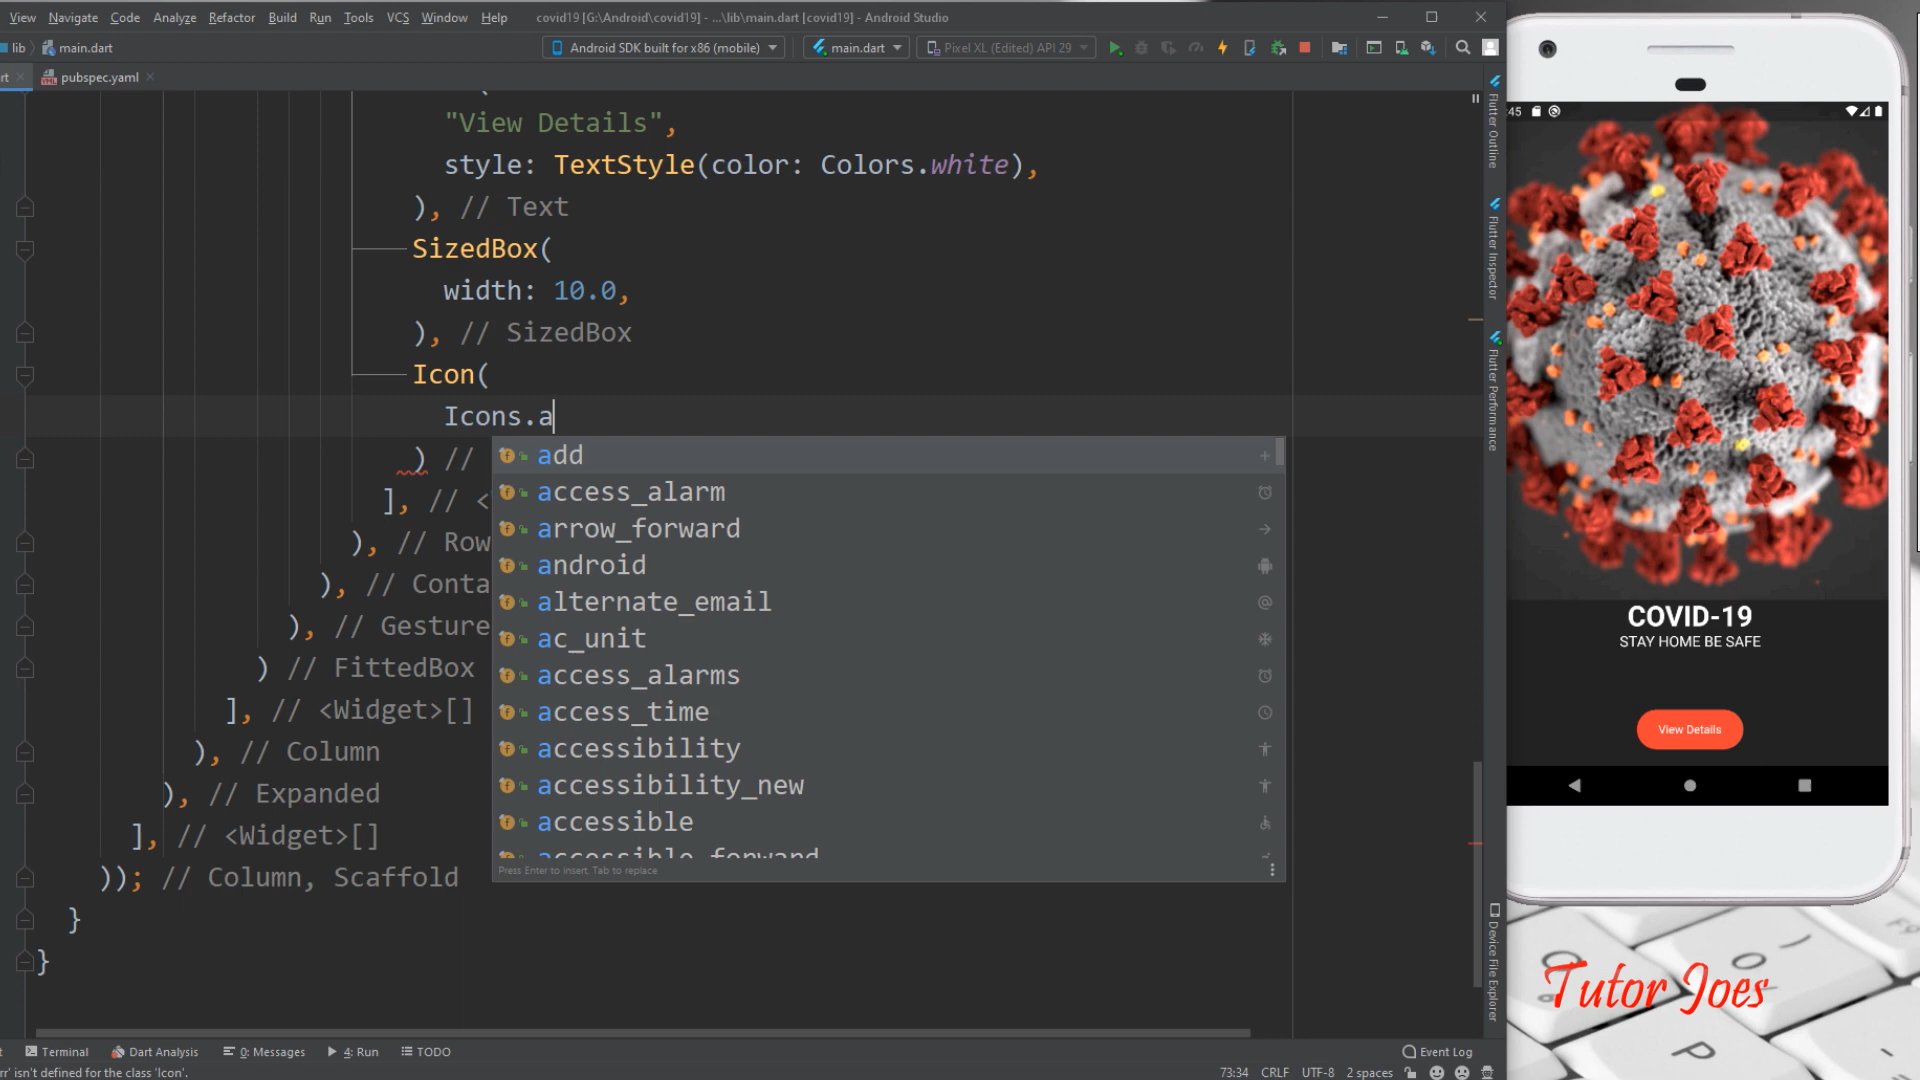 View Navigate Code Analyze Refactor Build Run Tools VCS Window Help covid19 [G:\Android\covid19] - ...\lib\main.dart [covid19] - Android Studio
lib main.dart Android SDK built for x86 (mobile) main.dart Pixel XL (Edited) API 29
rt pubspec.yaml
"View Details",
style: TextStyle(color: Colors.white),
), // Text
SizedBox(
width: 10.0,
), // SizedBox
Icon(
Icons.a
) //
], // <
), // Row
), // Conta
), // Gesture
) // FittedBox
], // <Widget>[]
), // Column
), // Expanded
], // <Widget>[]
)); // Column, Scaffold
}
}
add
access_alarm
arrow_forward
android
alternate_email
ac_unit
access_alarms
access_time
accessibility
accessibility_new
accessible
accessible_forward
Press Enter to insert, Tab to replace
Flutter Outline
Flutter Inspector
Flutter Performance
Device File Explorer
:45
COVID-19
STAY HOME BE SAFE
View Details
Tutor Joes
F9
P
Terminal Dart Analysis 0: Messages 4: Run TODO Event Log
rr' isn't defined for the class 'Icon'. 73:34 CRLF UTF-8 2 spaces